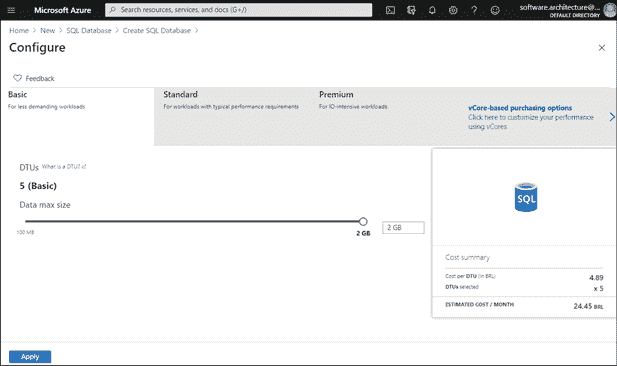 Microsoft Azure
Search resources, services, and docs (G+/)
software.architecture@...
DEFAULT DIRECTORY
Home > New > SQL Database > Create SQL Database >
Configure
Feedback
Basic
For less demanding workloads
Standard
For workloads with typical performance requirements
Premium
For IO-intensive workloads.
vCore-based purchasing options
Click here to customize your performance
using vCores
DTUs What is a DTU?
5 (Basic)
Data max size
100 MB
2 GB
2 GB
SQL
Cost summary
Cost per DTU (in BRL) 4.89
DTUs selected x 5
ESTIMATED COST / MONTH 24.45 BRL
Apply